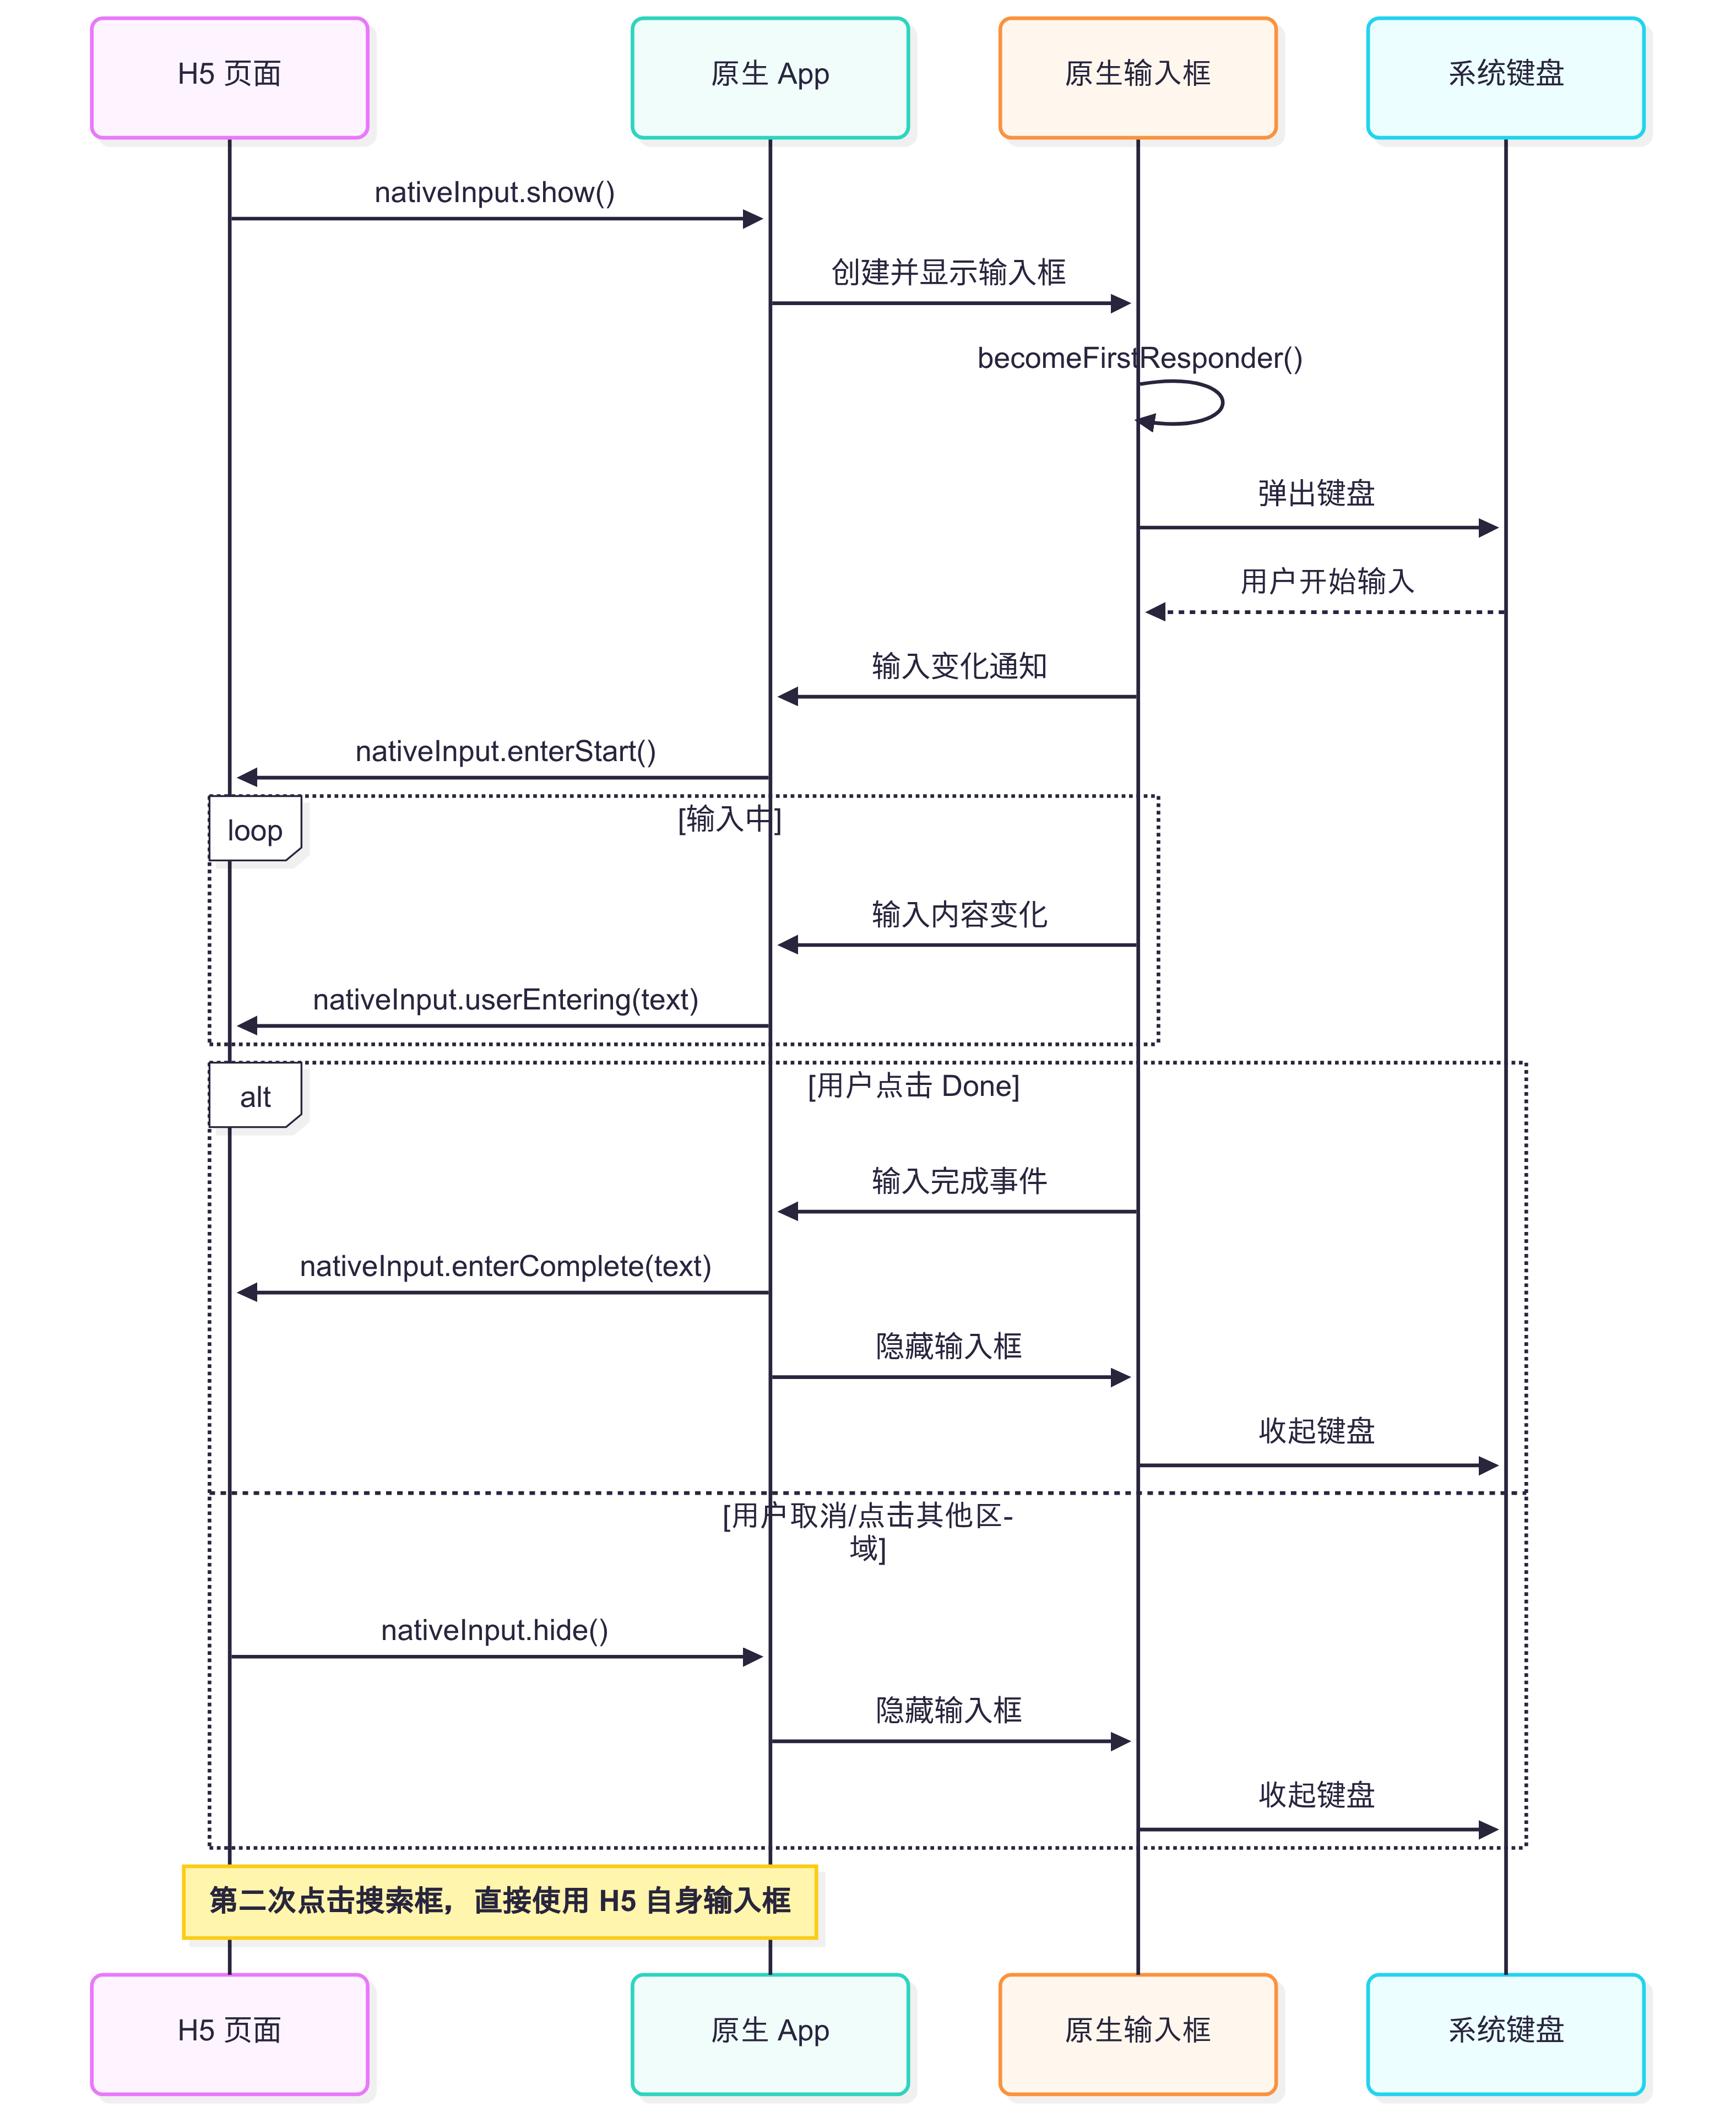 H5 页面
原生 App
原生输入框
系统键盘
nativeInput.show()
创建并显示输入框
becomeFirstResponder()
弹出键盘
用户开始输入
输入变化通知
nativeInput.enterStart()
loop
[输入中]
输入内容变化
nativeInput.userEntering(text)
alt
[用户点击 Done]
输入完成事件
nativeInput.enterComplete(text)
隐藏输入框
收起键盘
[用户取消/点击其他区-
域]
nativeInput.hide()
隐藏输入框
收起键盘
第二次点击搜索框，直接使用 H5 自身输入框
H5 页面
原生 App
原生输入框
系统键盘